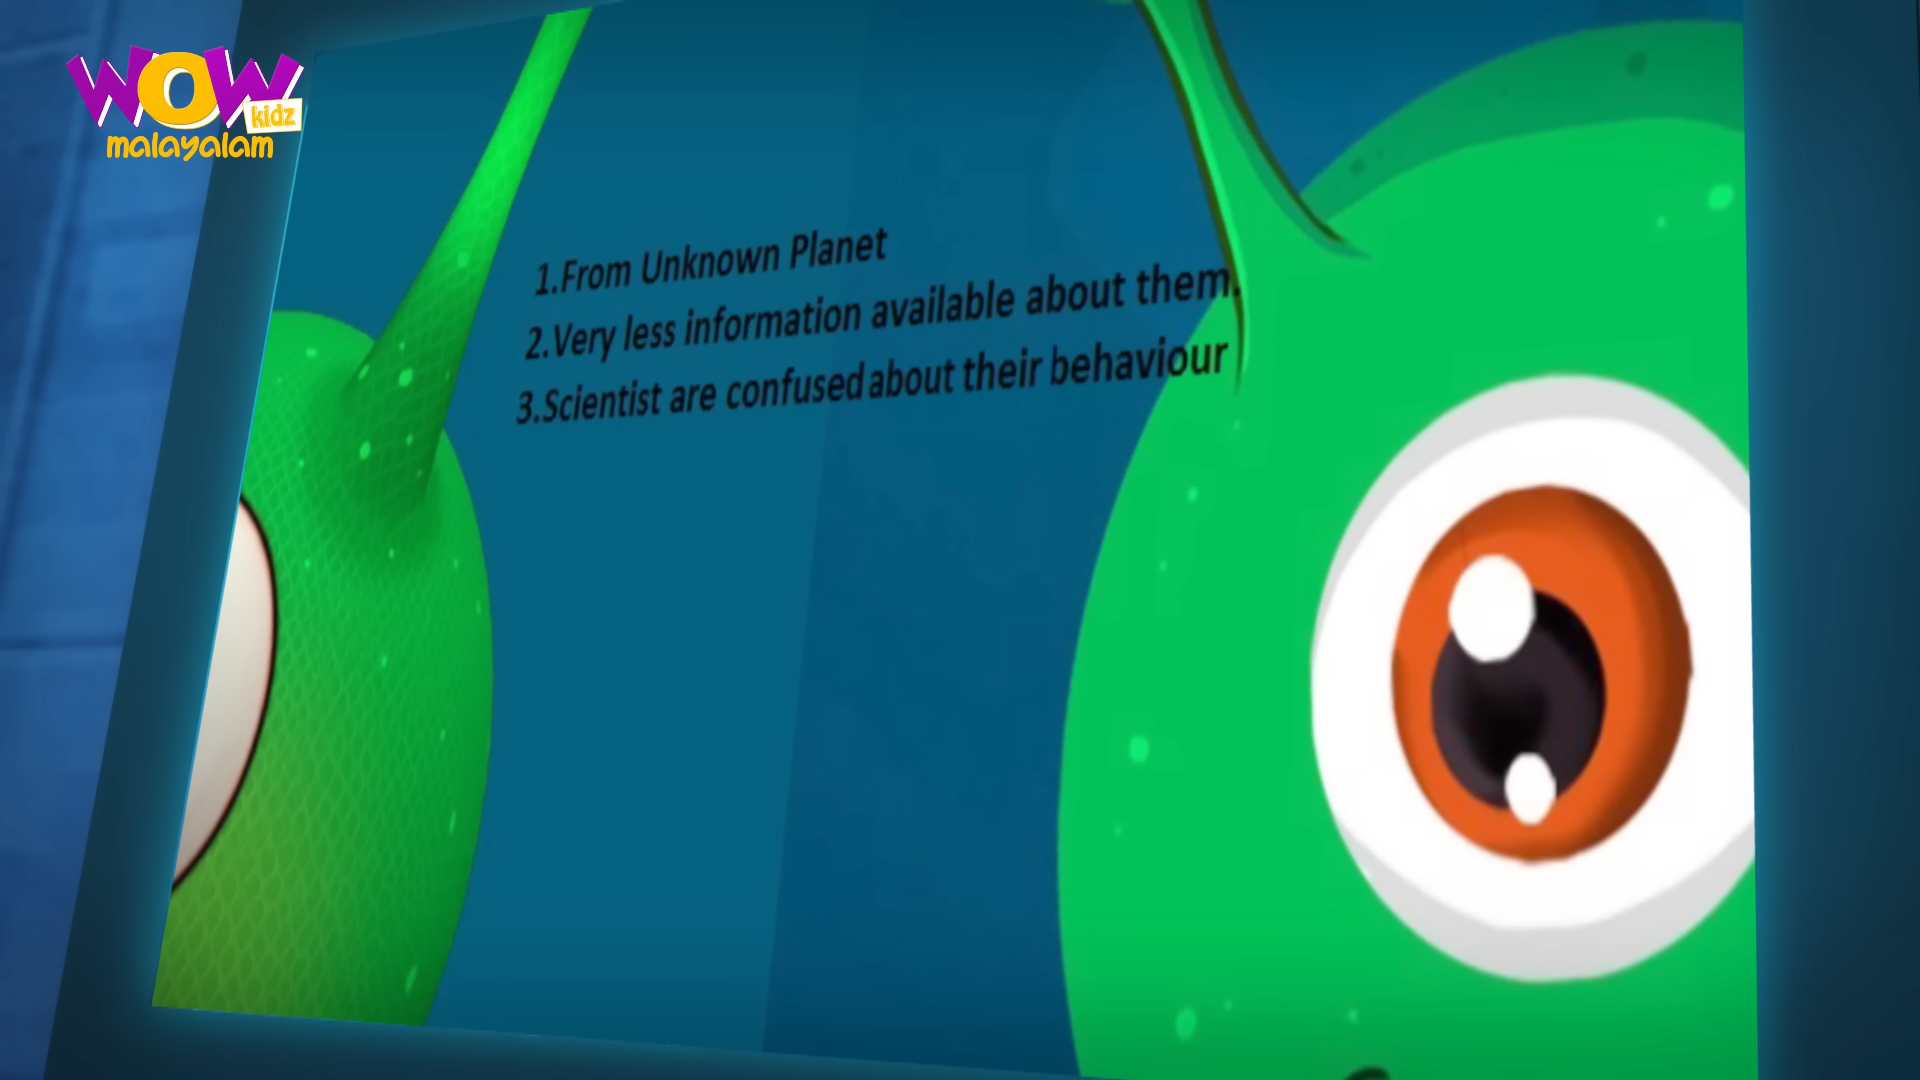 WOW
kidz
malayalam
1.From Unknown Planet
2.Very less information available about them.
3.Scientist are confused about their behaviour